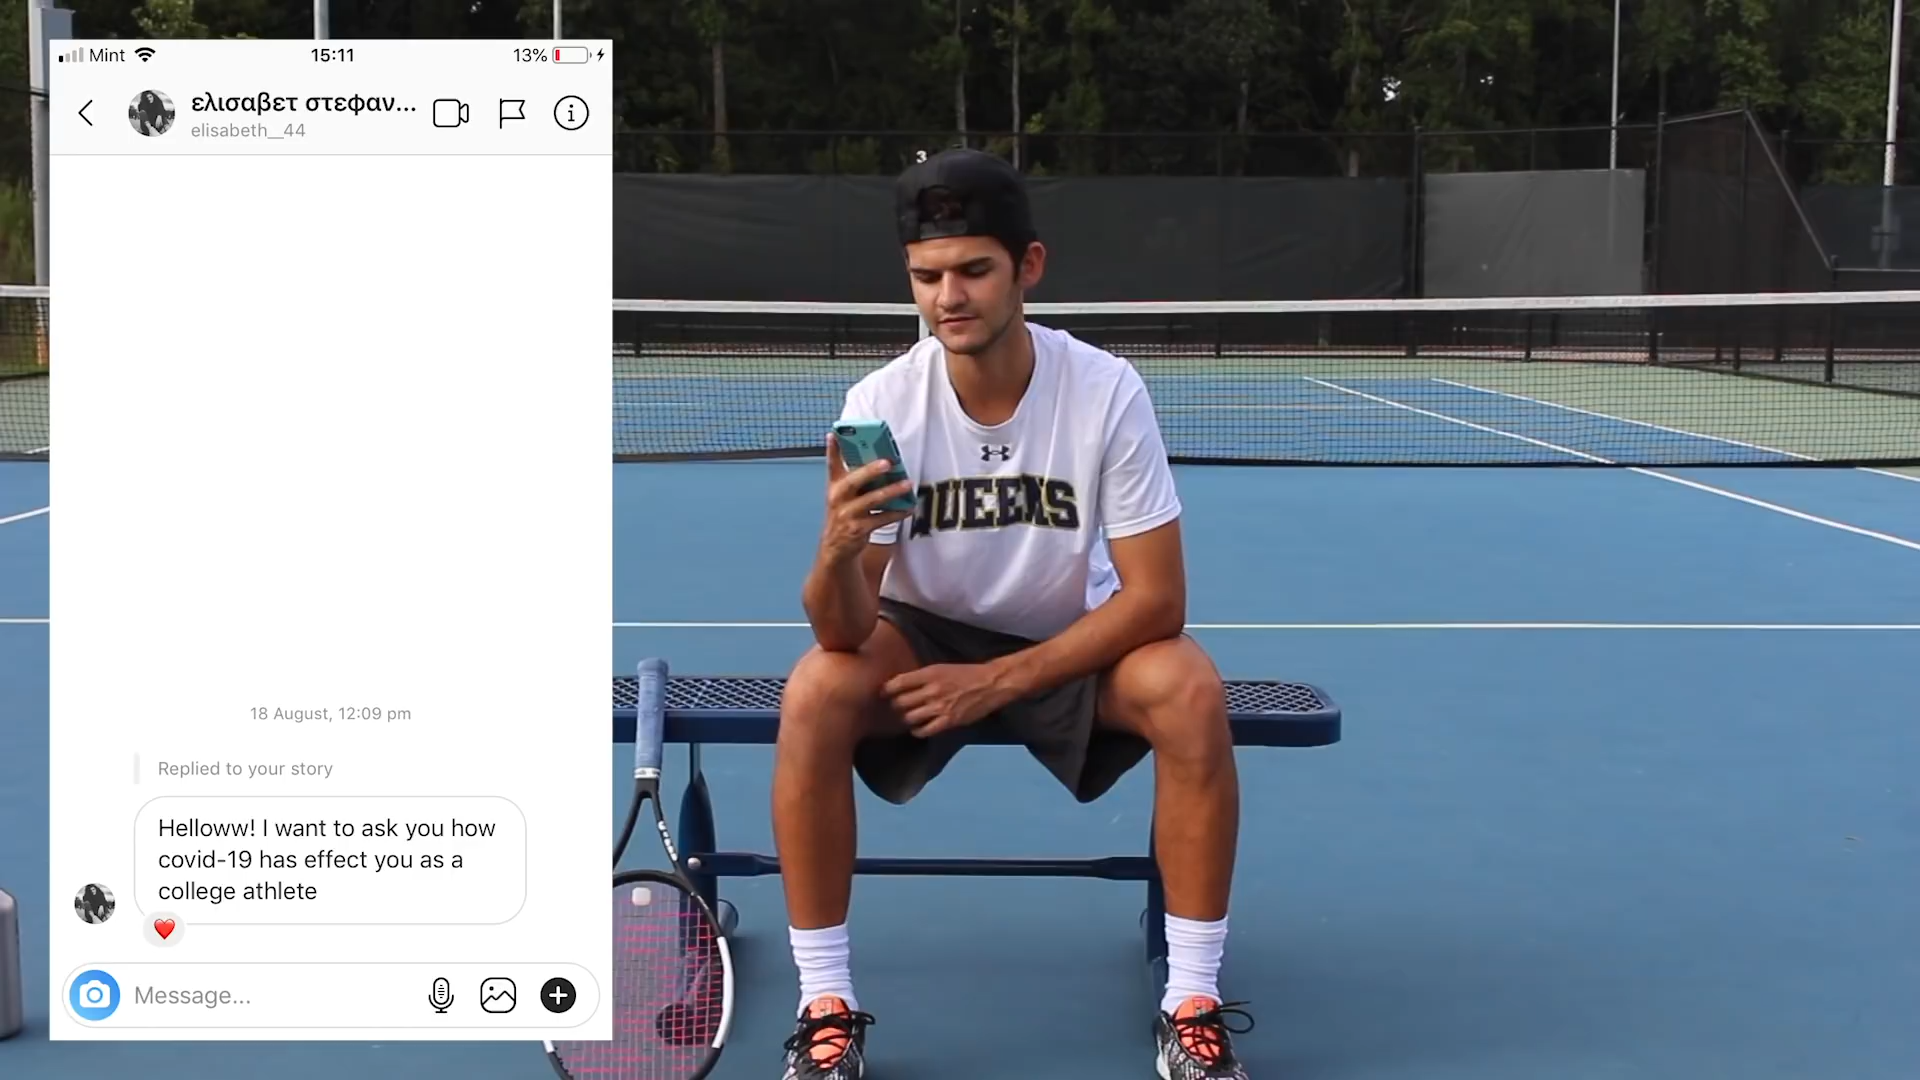 Mint
15:11
13%
ελισαβετ στεφαν...
elisabeth__44
18 August, 12:09 pm
Replied to your story
Helloww! I want to ask you how
covid-19 has effect you as a
college athlete
Message...
3
QUEENS